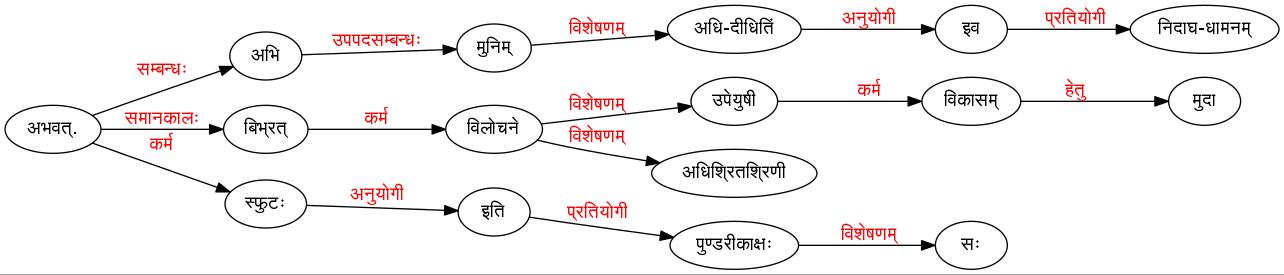 विशेषणम् अधि-दीधितिं अनुयोगी इव प्रतियोगी निदाघ-धामनम्
अभि उपपदसम्बन्धः मुनिम्
सम्बन्धः
विशेषणम् उपेयुषी कर्म विकासम् हेतु मुदा
अभवत्. समानकालः बिभ्रत् कर्म विलोचने
कर्म विशेषणम्
अधिश्रितश्रिणी
स्फुटः अनुयोगी इति प्रतियोगी
पुण्डरीकाक्षः विशेषणम् सः